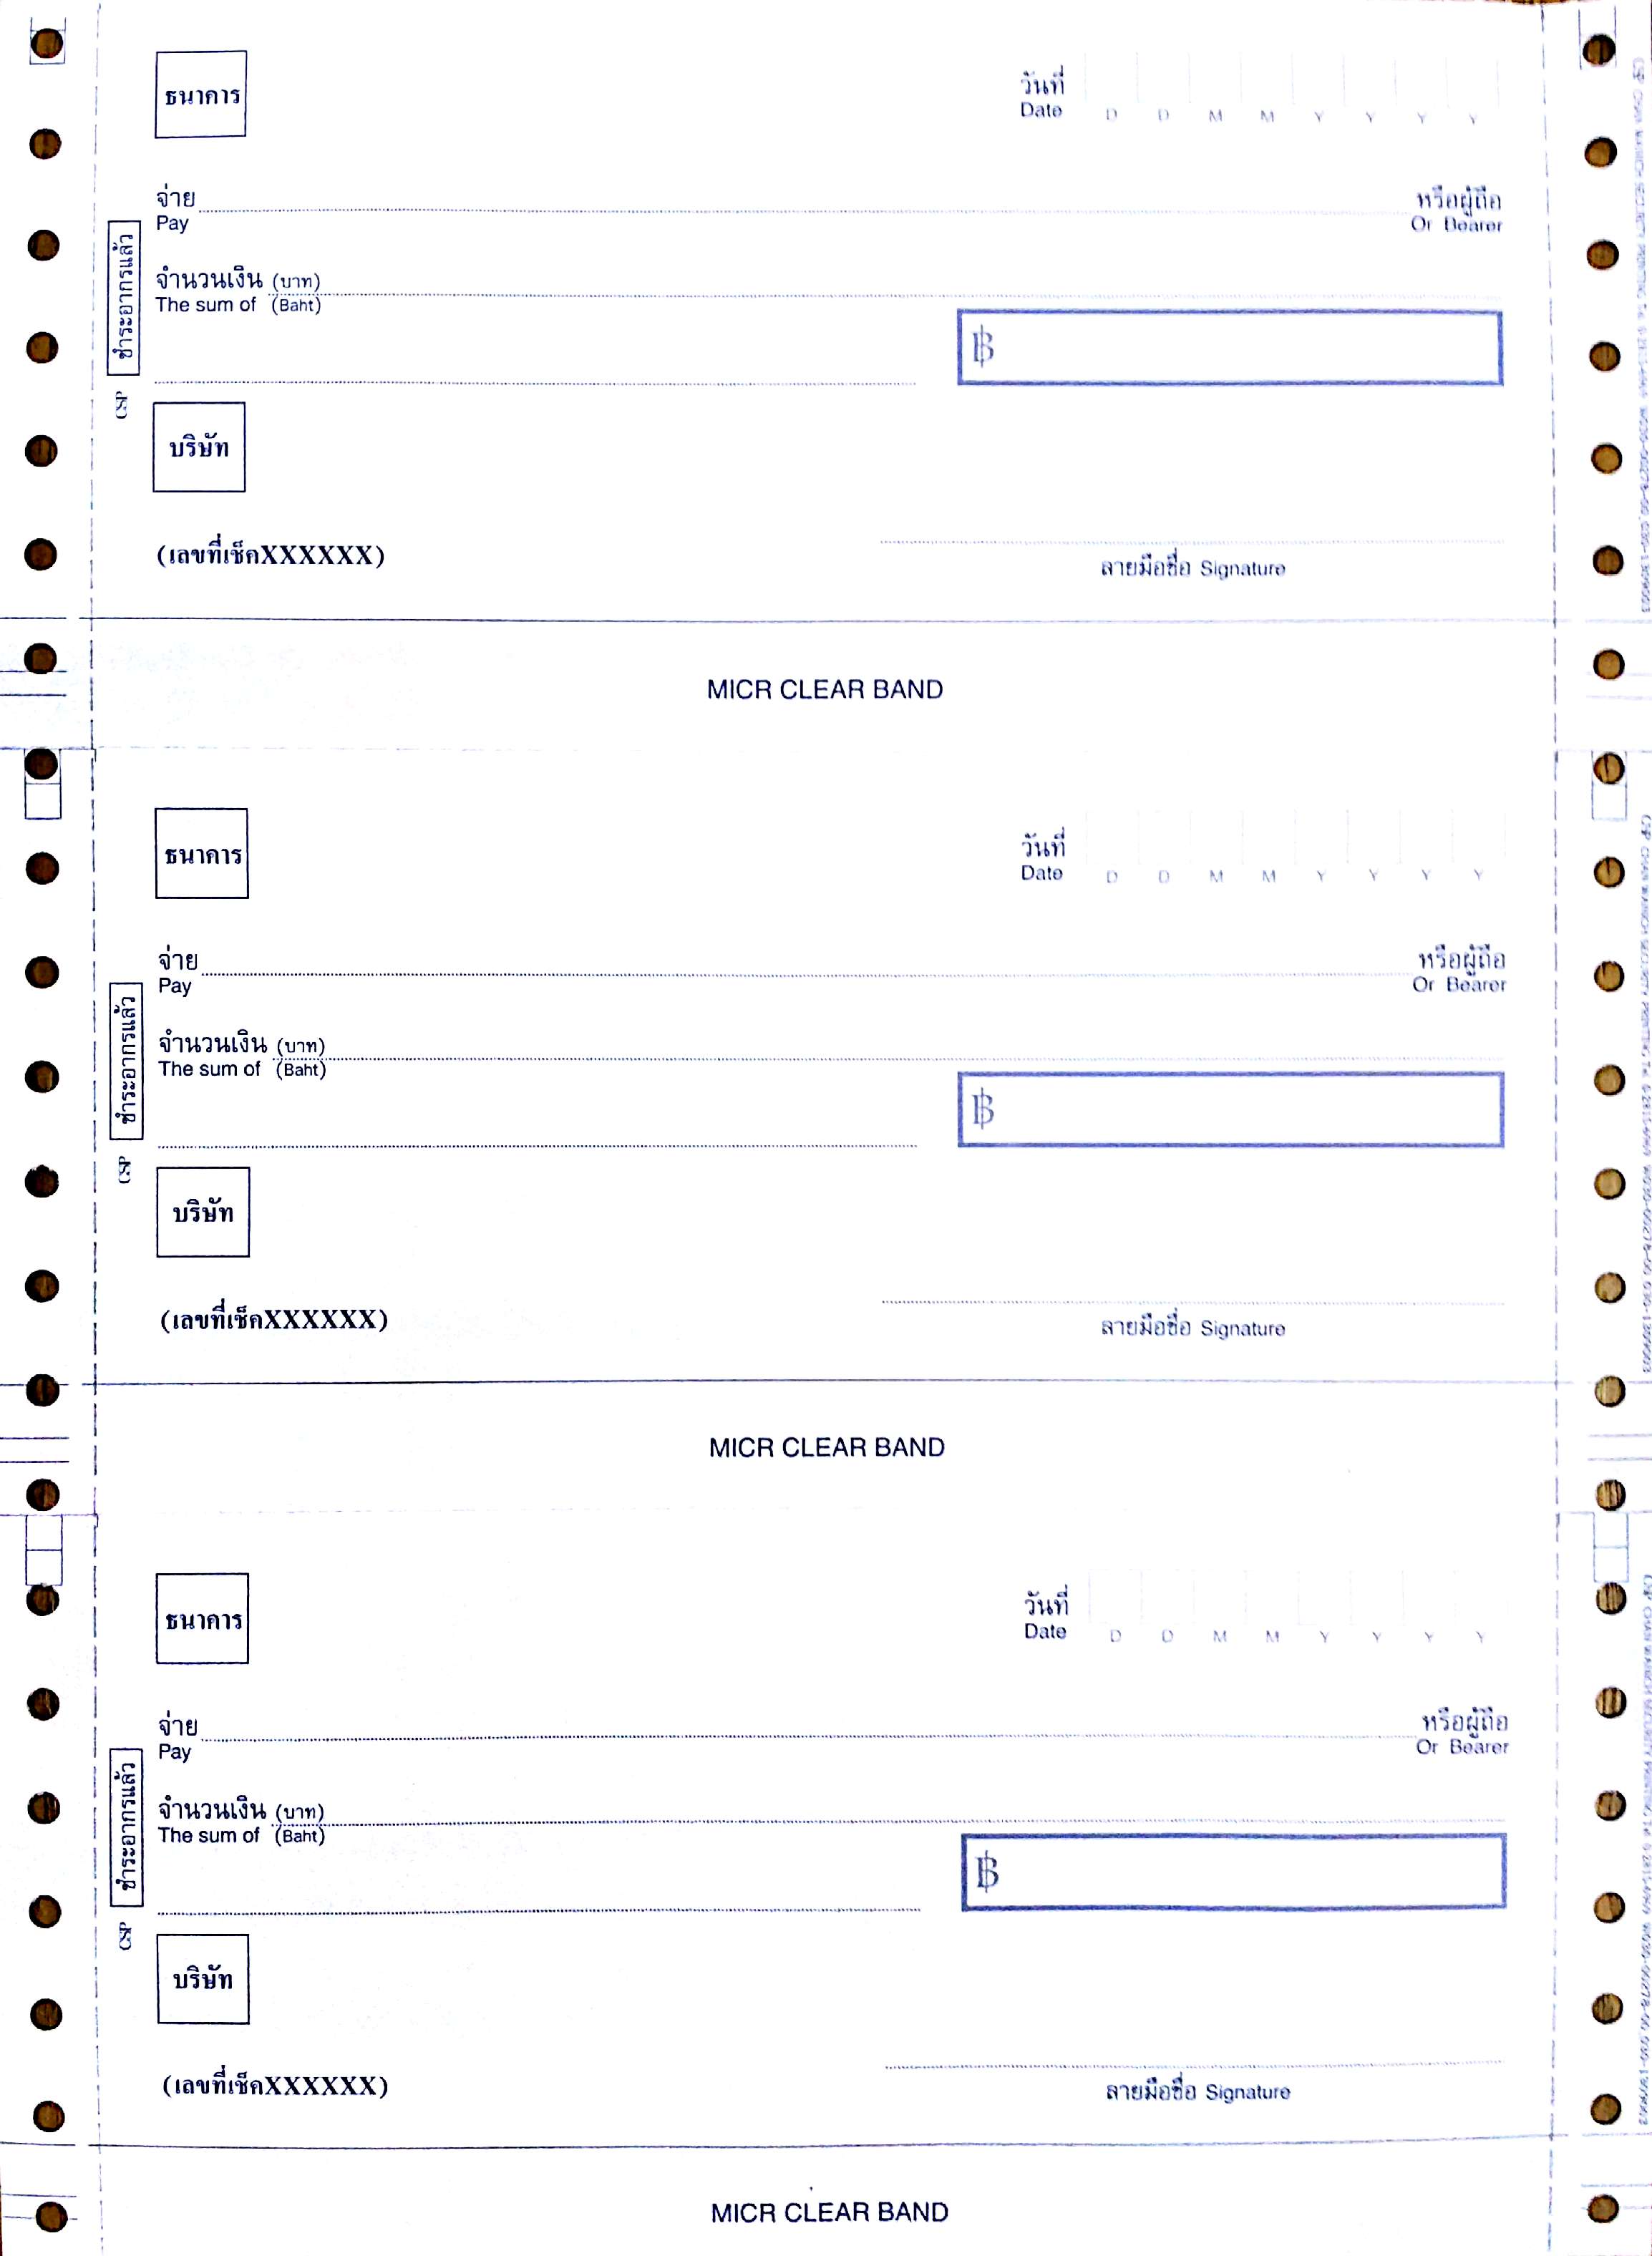 ธนาคาร
วันที่
Date D D M M Y Y Y Y
จ่าย หรือผู้ถือ
Pay Or Bearer
จำนวนเงิน (บาท)
The sum of (Baht)
฿
ชำระอากรแล้ว
CSP
บริษัท
(เลขที่เช็คXXXXXX)
ลายมือชื่อ Signature
MICR CLEAR BAND
ธนาคาร
วันที่
Date D D M M Y Y Y Y
จ่าย หรือผู้ถือ
Pay Or Bearer
จำนวนเงิน (บาท)
The sum of (Baht)
฿
ชำระอากรแล้ว
CSP
บริษัท
(เลขที่เช็คXXXXXX)
ลายมือชื่อ Signature
MICR CLEAR BAND
ธนาคาร
วันที่
Date D D M M Y Y Y Y
จ่าย หรือผู้ถือ
Pay Or Bearer
จำนวนเงิน (บาท)
The sum of (Baht)
฿
ชำระอากรแล้ว
CSP
บริษัท
(เลขที่เช็คXXXXXX)
ลายมือชื่อ Signature
MICR CLEAR BAND